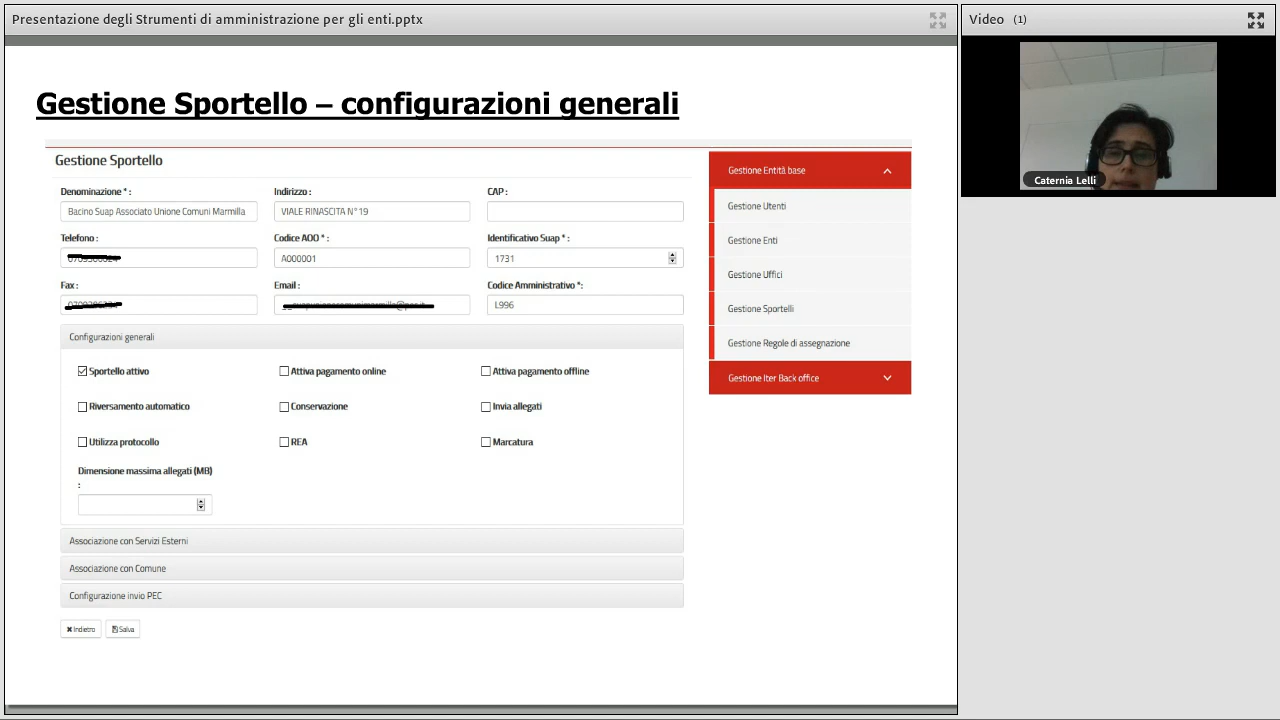 Presentazione degli Strumenti di amministrazione per gli enti.pptx
Video (1)
Caternia Lelli
Gestione Sportello – configurazioni generali
Gestione Sportello
Denominazione * :
Indirizzo :
CAP :
Bacino Suap Associato Unione Comuni Marmilla
VIALE RINASCITA N°19
Telefono :
Codice AOO * :
Identificativo Suap * :
A000001
1731
Fax :
Email :
Codice Amministrativo *:
L996
Configurazioni generali
Sportello attivo
Attiva pagamento online
Attiva pagamento offline
Riversamento automatico
Conservazione
Invia allegati
Utilizza protocollo
REA
Marcatura
Dimensione massima allegati (MB)
:
Associazione con Servizi Esterni
Associazione con Comune
Configurazione invio PEC
Indietro
Salva
Gestione Entità base
Gestione Utenti
Gestione Enti
Gestione Uffici
Gestione Sportelli
Gestione Regole di assegnazione
Gestione Iter Back office